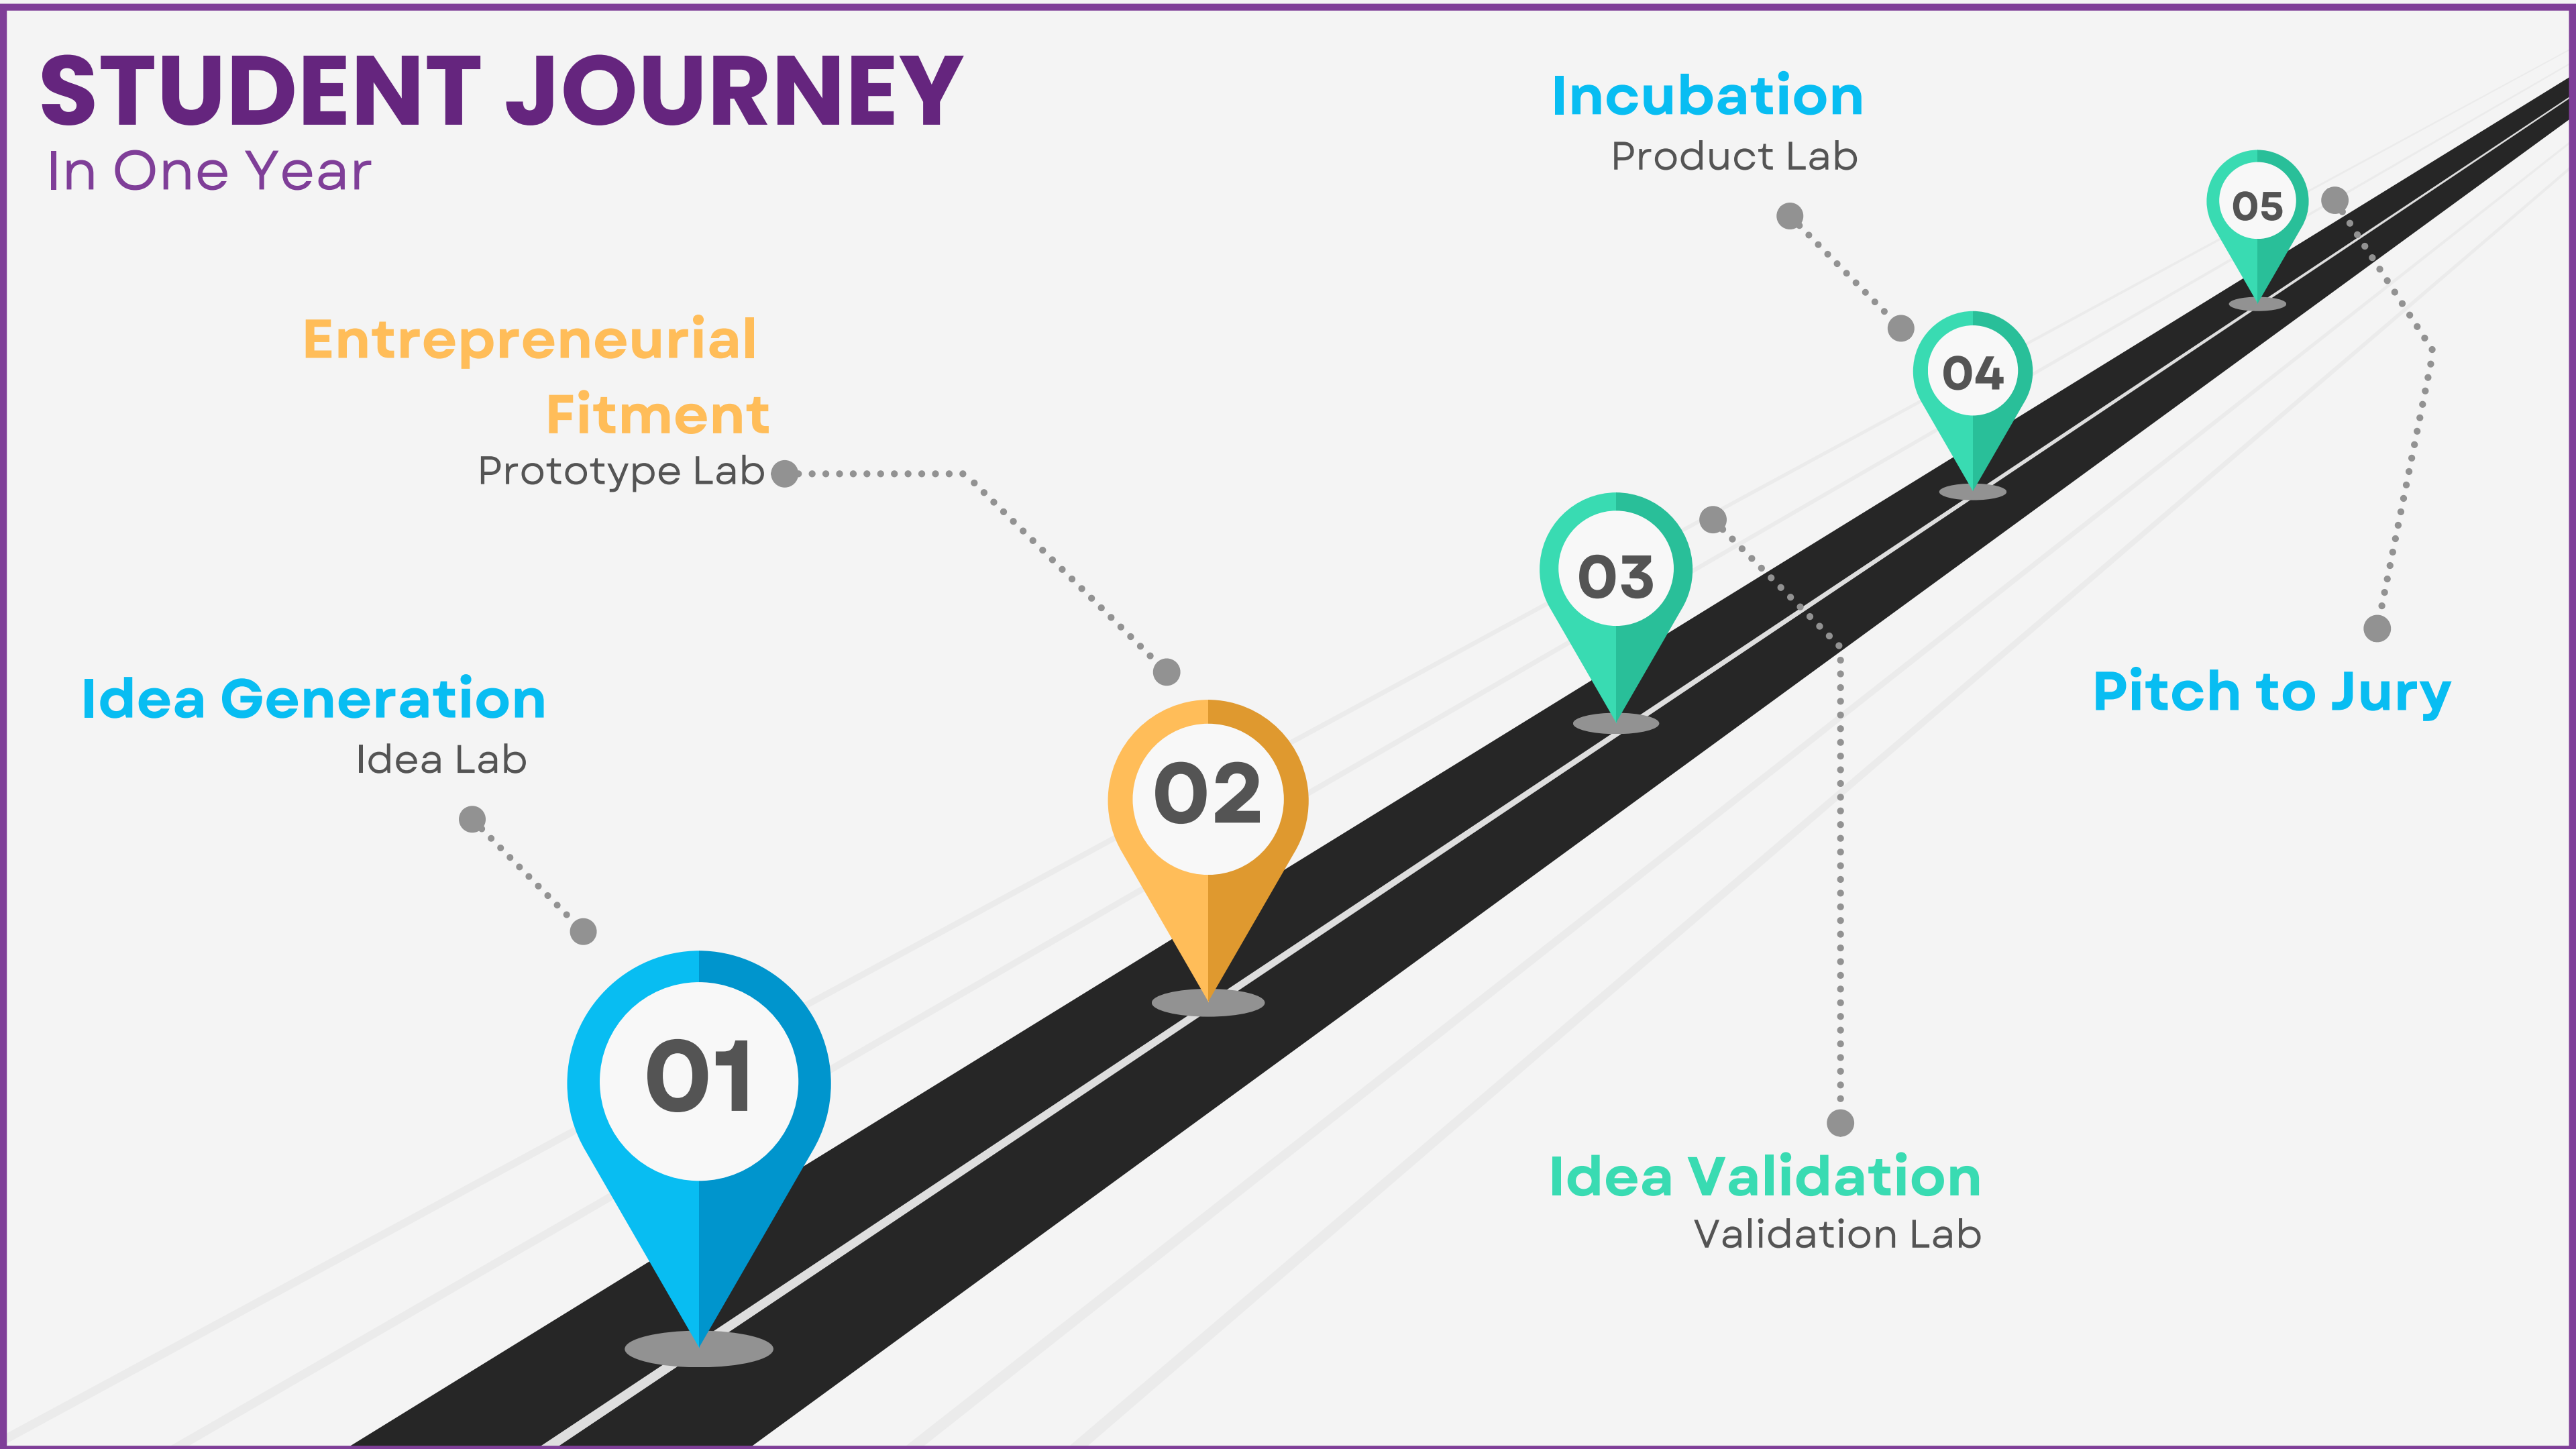 STUDENT JOURNEY
In One Year
Incubation
Product Lab
05
Entrepreneurial
Fitment
Prototype Lab
04
03
Idea Generation
Idea Lab
Pitch to Jury
02
01
Idea Validation
Validation Lab